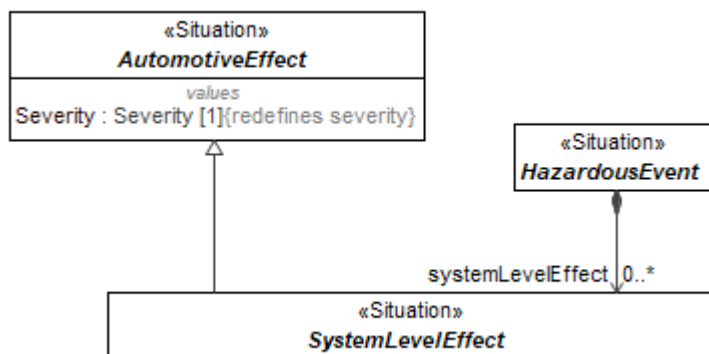 «Situation»
AutomotiveEffect
values
Severity : Severity [1]{redefines severity}
«Situation»
HazardousEvent
systemLevelEffect 0..*
«Situation»
SystemLevelEffect